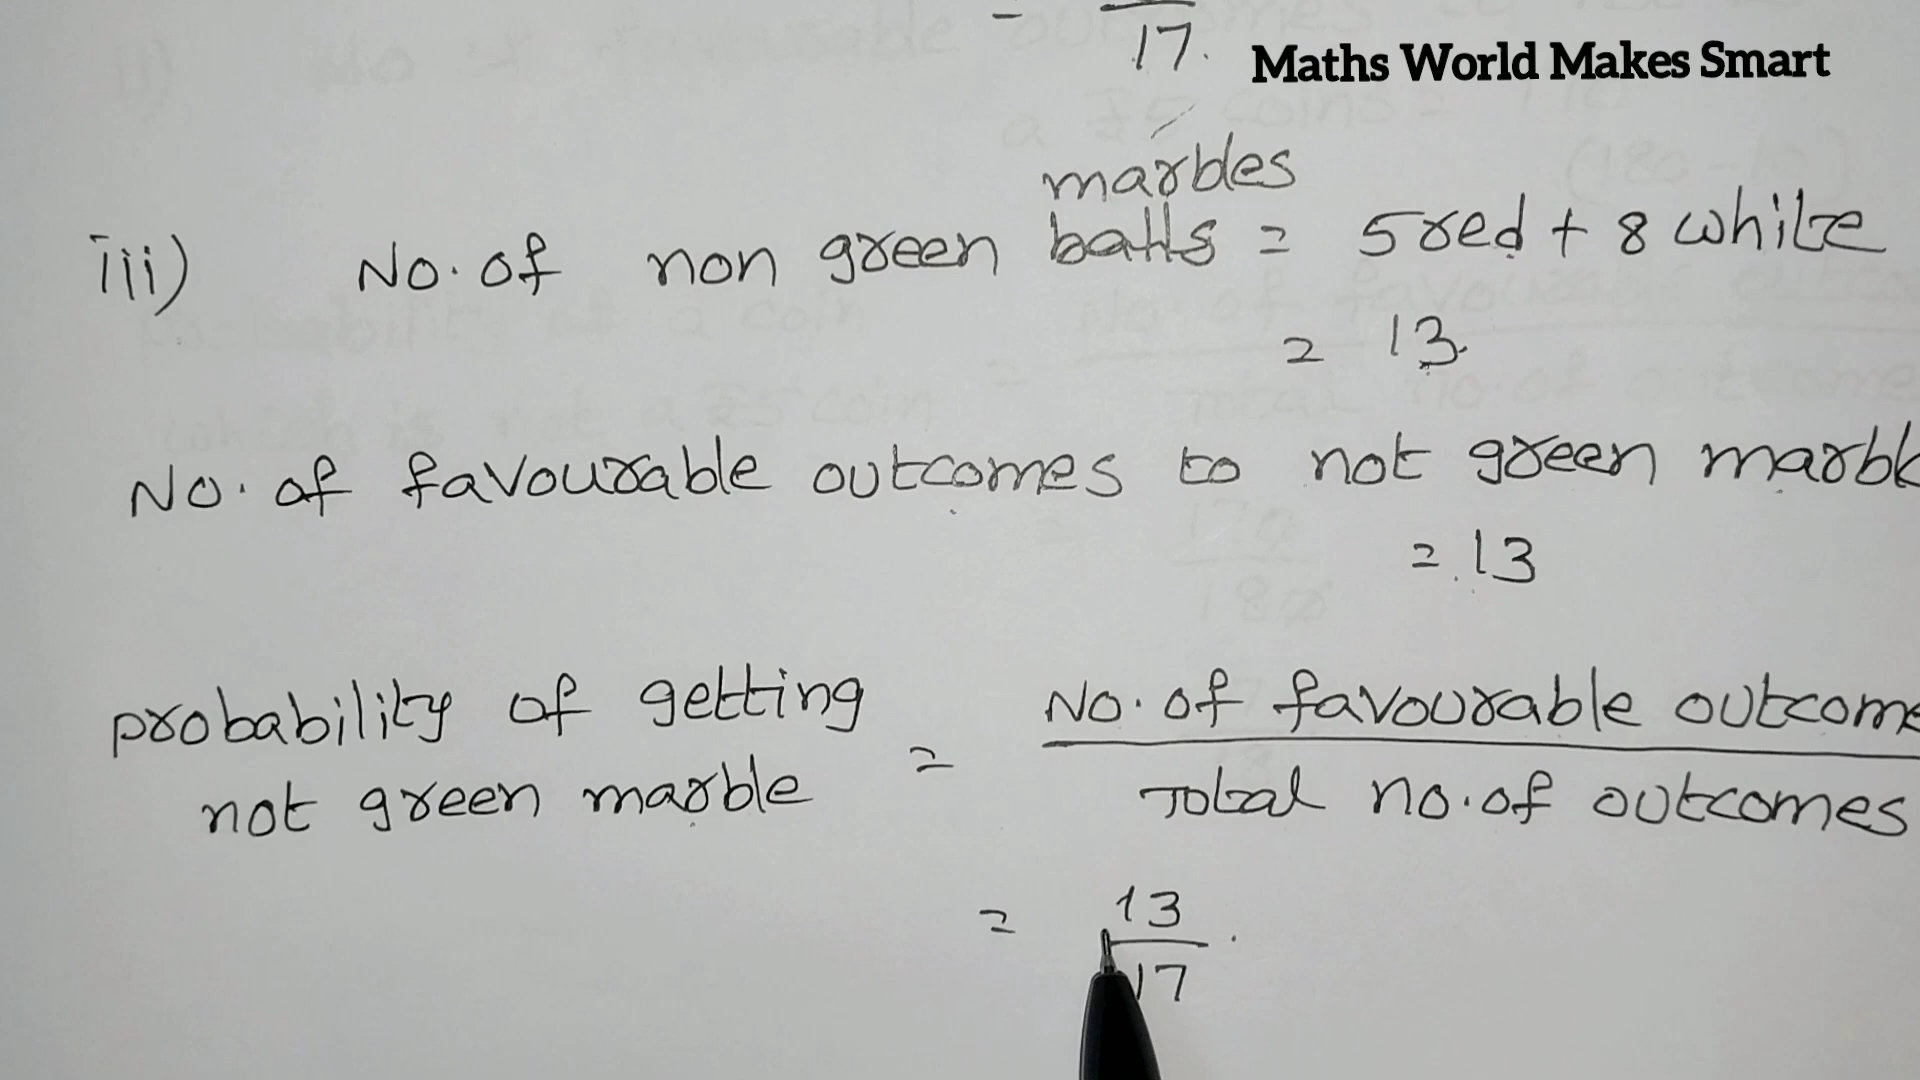 17.
Maths World Makes Smart
marbles
iii) No. of non green balls = 5 red + 8 white
= 13.
No. of favourable outcomes to not green marbl
= 13
probability of getting not green marble = No. of favourable outcome
Total no. of outcomes
= 13
17